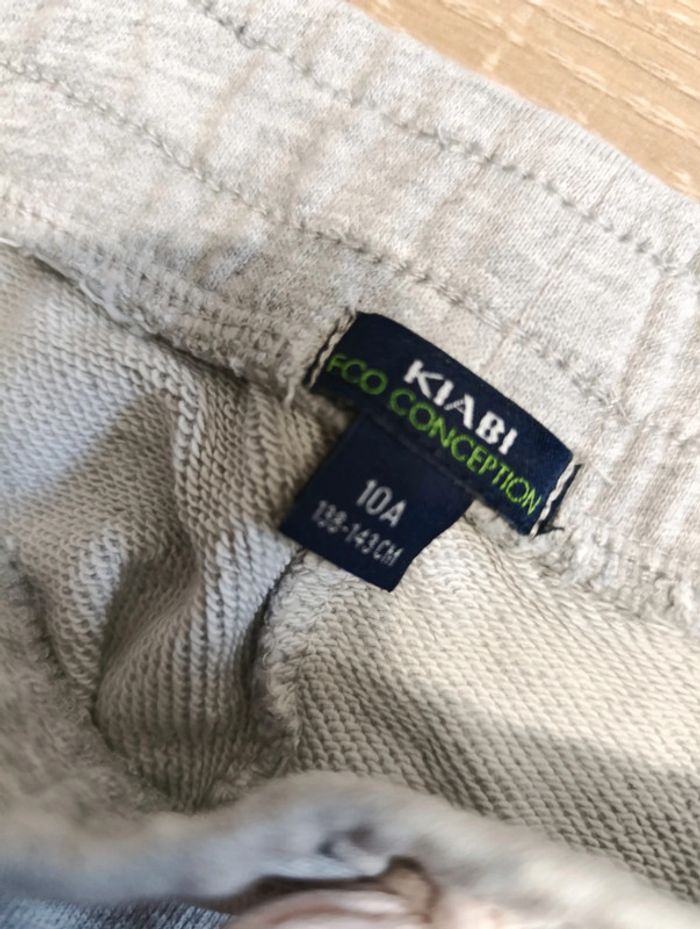 KIABI
ECO CONCEPTION
10A
138-143CM